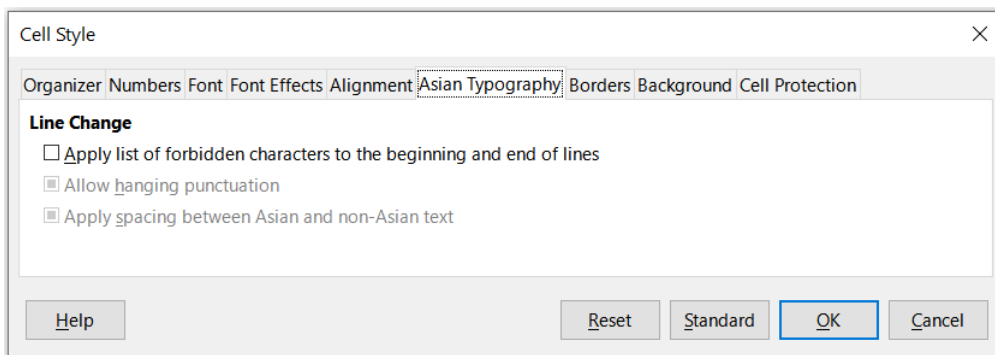 Cell Style
Organizer Numbers Font Font Effects Alignment Asian Typography Borders Background Cell Protection
Line Change
Apply list of forbidden characters to the beginning and end of lines
Allow hanging punctuation
Apply spacing between Asian and non-Asian text
Help Reset Standard OK Cancel